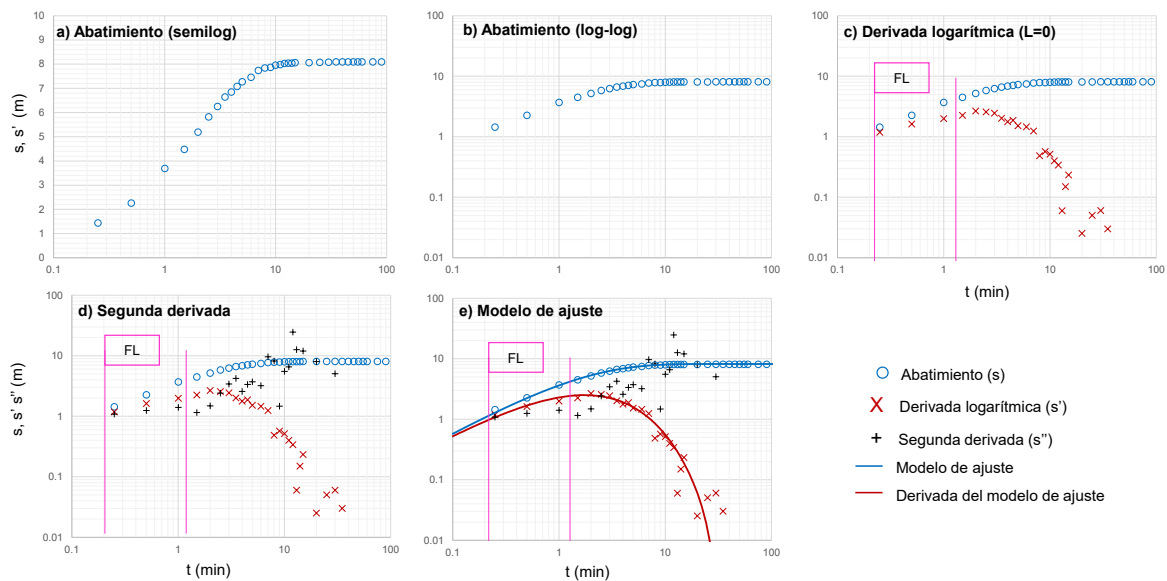 a) Abatimiento (semilog)
10
9
8
7
6
5
4
3
2
1
0
0.1
1
10
100
s, s' (m)
b) Abatimiento (log-log)
100
10
1
0.1
0.01
0.1
1
10
100
c) Derivada logarítmica (L=0)
FL
100
10
1
0.1
0.01
0.1
1
10
100
t (min)
d) Segunda derivada
FL
100
10
1
0.1
0.01
0.1
1
10
100
s, s' s'' (m)
t (min)
e) Modelo de ajuste
FL
100
10
1
0.1
0.01
0.1
1
10
100
t (min)
Abatimiento (s)
Derivada logarítmica (s')
Segunda derivada (s'')
Modelo de ajuste
Derivada del modelo de ajuste